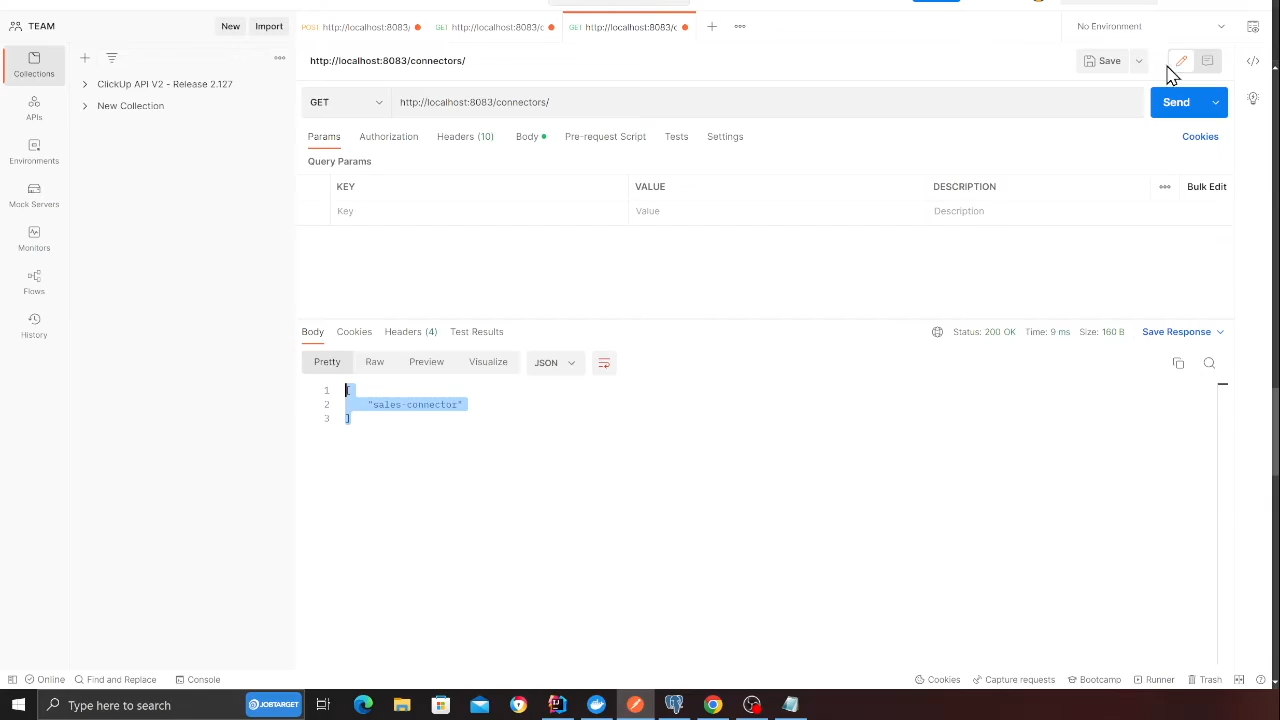 TEAM
New
Import
POST http://localhost:8083/
GET http://localhost:8083/c
GET http://localhost:8083/c
No Environment
Collections
ClickUp API V2 - Release 2.127
New Collection
http://localhost:8083/connectors/
Save
APIs
GET
http://localhost:8083/connectors/
Send
Environments
Params
Authorization
Headers (10)
Body
Pre-request Script
Tests
Settings
Cookies
Query Params
Mock Servers
KEY
VALUE
DESCRIPTION
Bulk Edit
Key
Value
Description
Monitors
Flows
History
Body
Cookies
Headers (4)
Test Results
Status: 200 OK
Time: 9 ms
Size: 160 B
Save Response
Pretty
Raw
Preview
Visualize
JSON
1 [
2 "sales-connector"
3 ]
Online
Find and Replace
Console
Cookies
Capture requests
Bootcamp
Runner
Trash
Type here to search
JOBTARGET